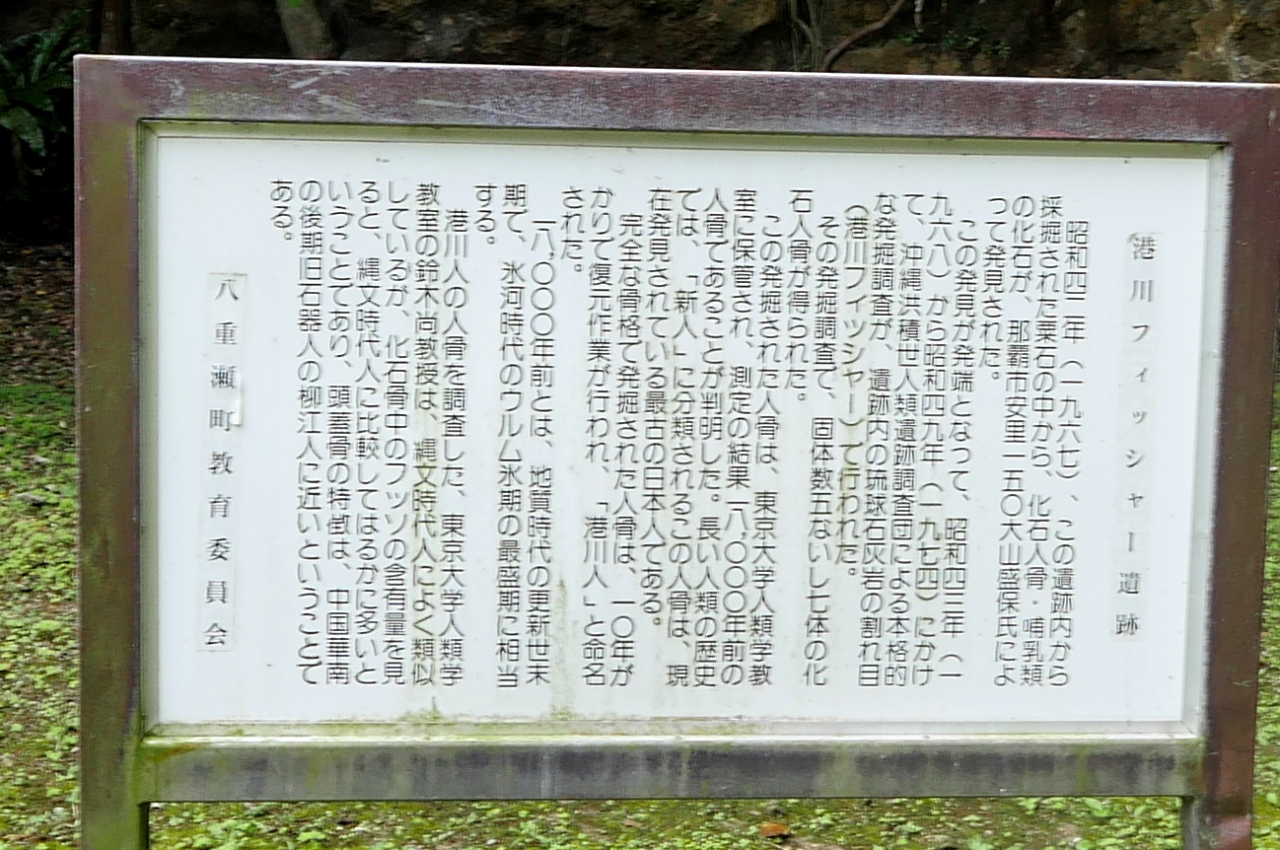 港川フィッシャー遺跡
昭和四二年（一九六七）、この遺跡内から
採掘された粟石の中から、化石人骨・哺乳類
の化石が、那覇市安里一五〇大山盛保氏によ
って発見された。
この発見が発端となって、昭和四三年（一
九六八）から昭和四九年（一九七四）にかけ
て、沖縄洪積世人類遺跡調査団による本格的
な発掘調査が、遺跡内の琉球石灰岩の割れ目
（港川フィッシャー）で行われた。
その発掘調査で、固体数五ないし七体の化
石人骨が得られた。
この発掘された人骨は、東京大学人類学教
室に保管され、測定の結果一八,〇〇〇年前の
人骨であることが判明した。長い人類の歴史
では、「新人」に分類されるこの人骨は、現
在発見されている最古の日本人である。
完全な骨格で発掘された人骨は、一〇年が
かりで復元作業が行われ、「港川人」と命名
された。
一八,〇〇〇年前とは、地質時代の更新世末
期で、氷河時代のウルム氷期の最盛期に相当
する。
港川人の人骨を調査した、東京大学人類学
教室の鈴木尚教授は、縄文時代人によく類似
しているが、化石骨中のフッソの含有量を見
ると、縄文時代人に比較してはるかに多いと
いうことであり、頭蓋骨の特徴は、中国華南
の後期旧石器人の柳江人に近いということで
ある。
八重瀬町教育委員会